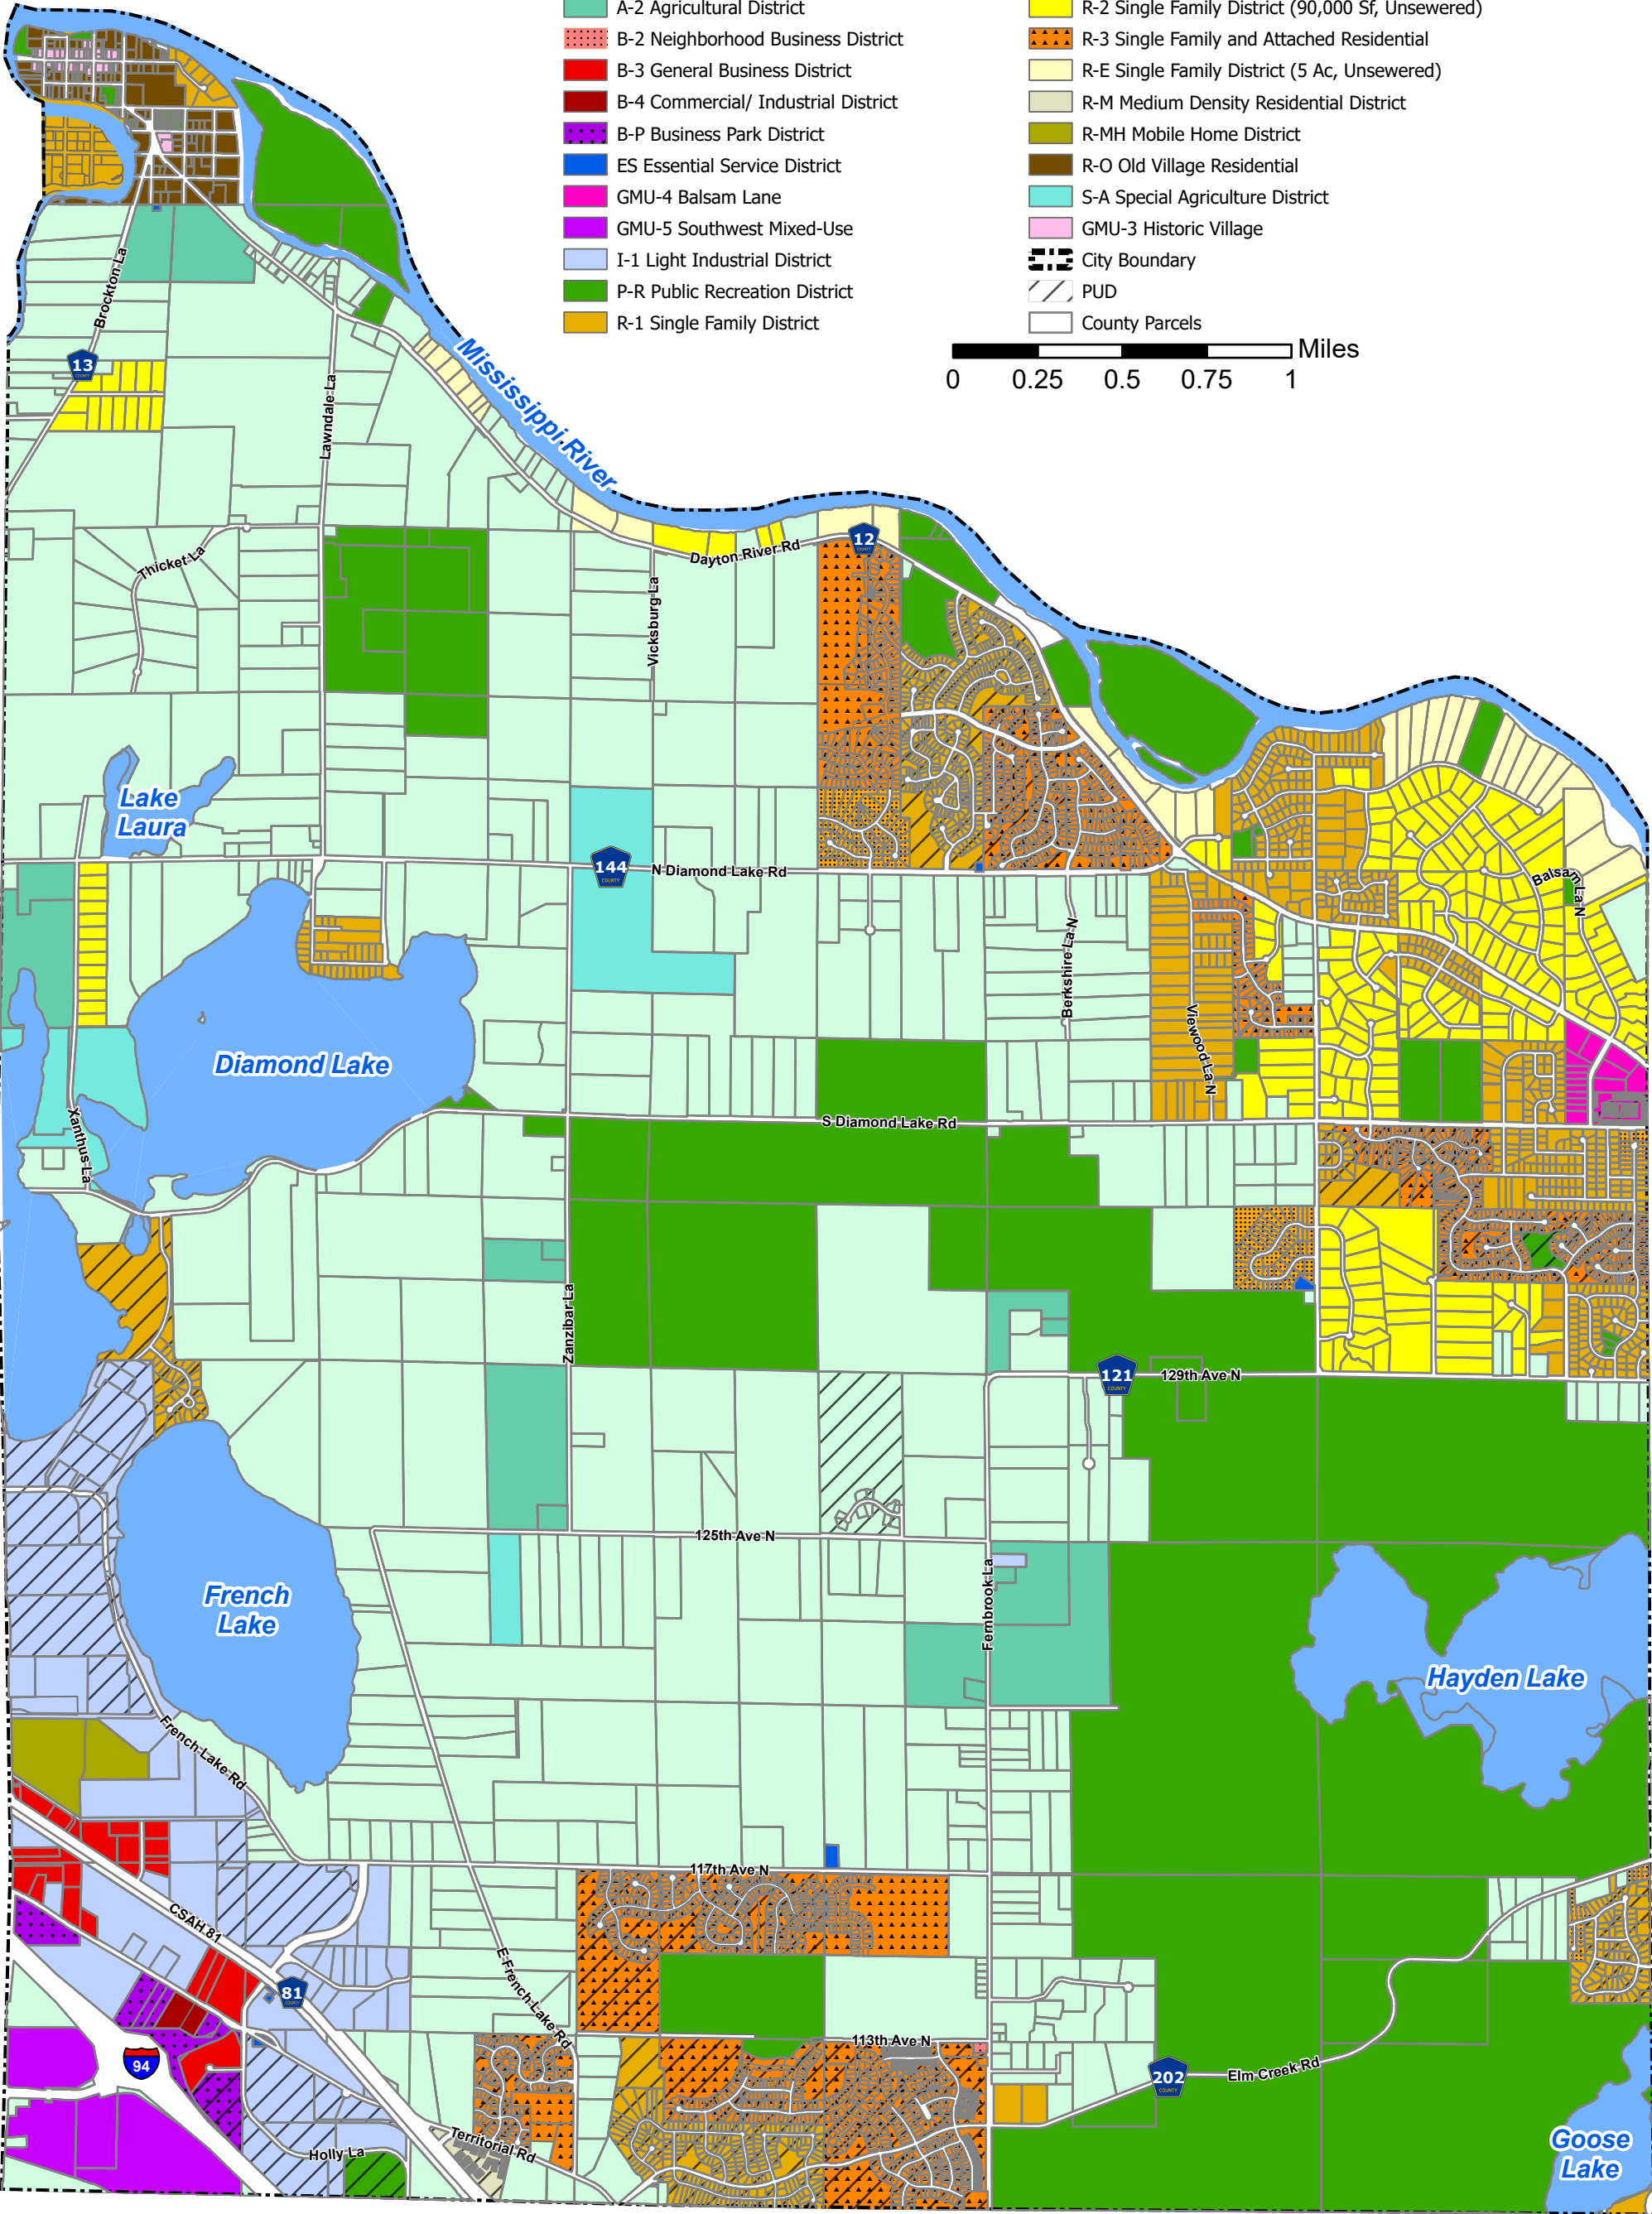 A-2 Agricultural District
B-2 Neighborhood Business District
B-3 General Business District
B-4 Commercial/ Industrial District
B-P Business Park District
ES Essential Service District
GMU-4 Balsam Lane
GMU-5 Southwest Mixed-Use
I-1 Light Industrial District
P-R Public Recreation District
R-1 Single Family District
R-2 Single Family District (90,000 Sf, Unsewered)
R-3 Single Family and Attached Residential
R-E Single Family District (5 Ac, Unsewered)
R-M Medium Density Residential District
R-MH Mobile Home District
R-O Old Village Residential
S-A Special Agriculture District
GMU-3 Historic Village
City Boundary
PUD
County Parcels
Miles
0 0.25 0.5 0.75 1
Brockton La
13
COUNTY
Lawndale La
Mississippi River
Thicket La
Vicksburg La
Dayton River Rd
12
COUNTY
Lake
Laura
144
COUNTY
N Diamond Lake Rd
Balsam La N
Berkshire La N
Viewood La N
Diamond Lake
Xanthus La
S Diamond Lake Rd
Zanzibar La
121
COUNTY
129th Ave N
125th Ave N
Fernbrook La
French
Lake
Hayden Lake
French Lake Rd
117th Ave N
CSAH 81
81
COUNTY
E French Lake Rd
94
113th Ave N
202
COUNTY
Elm Creek Rd
Territorial Rd
Holly La
Goose
Lake